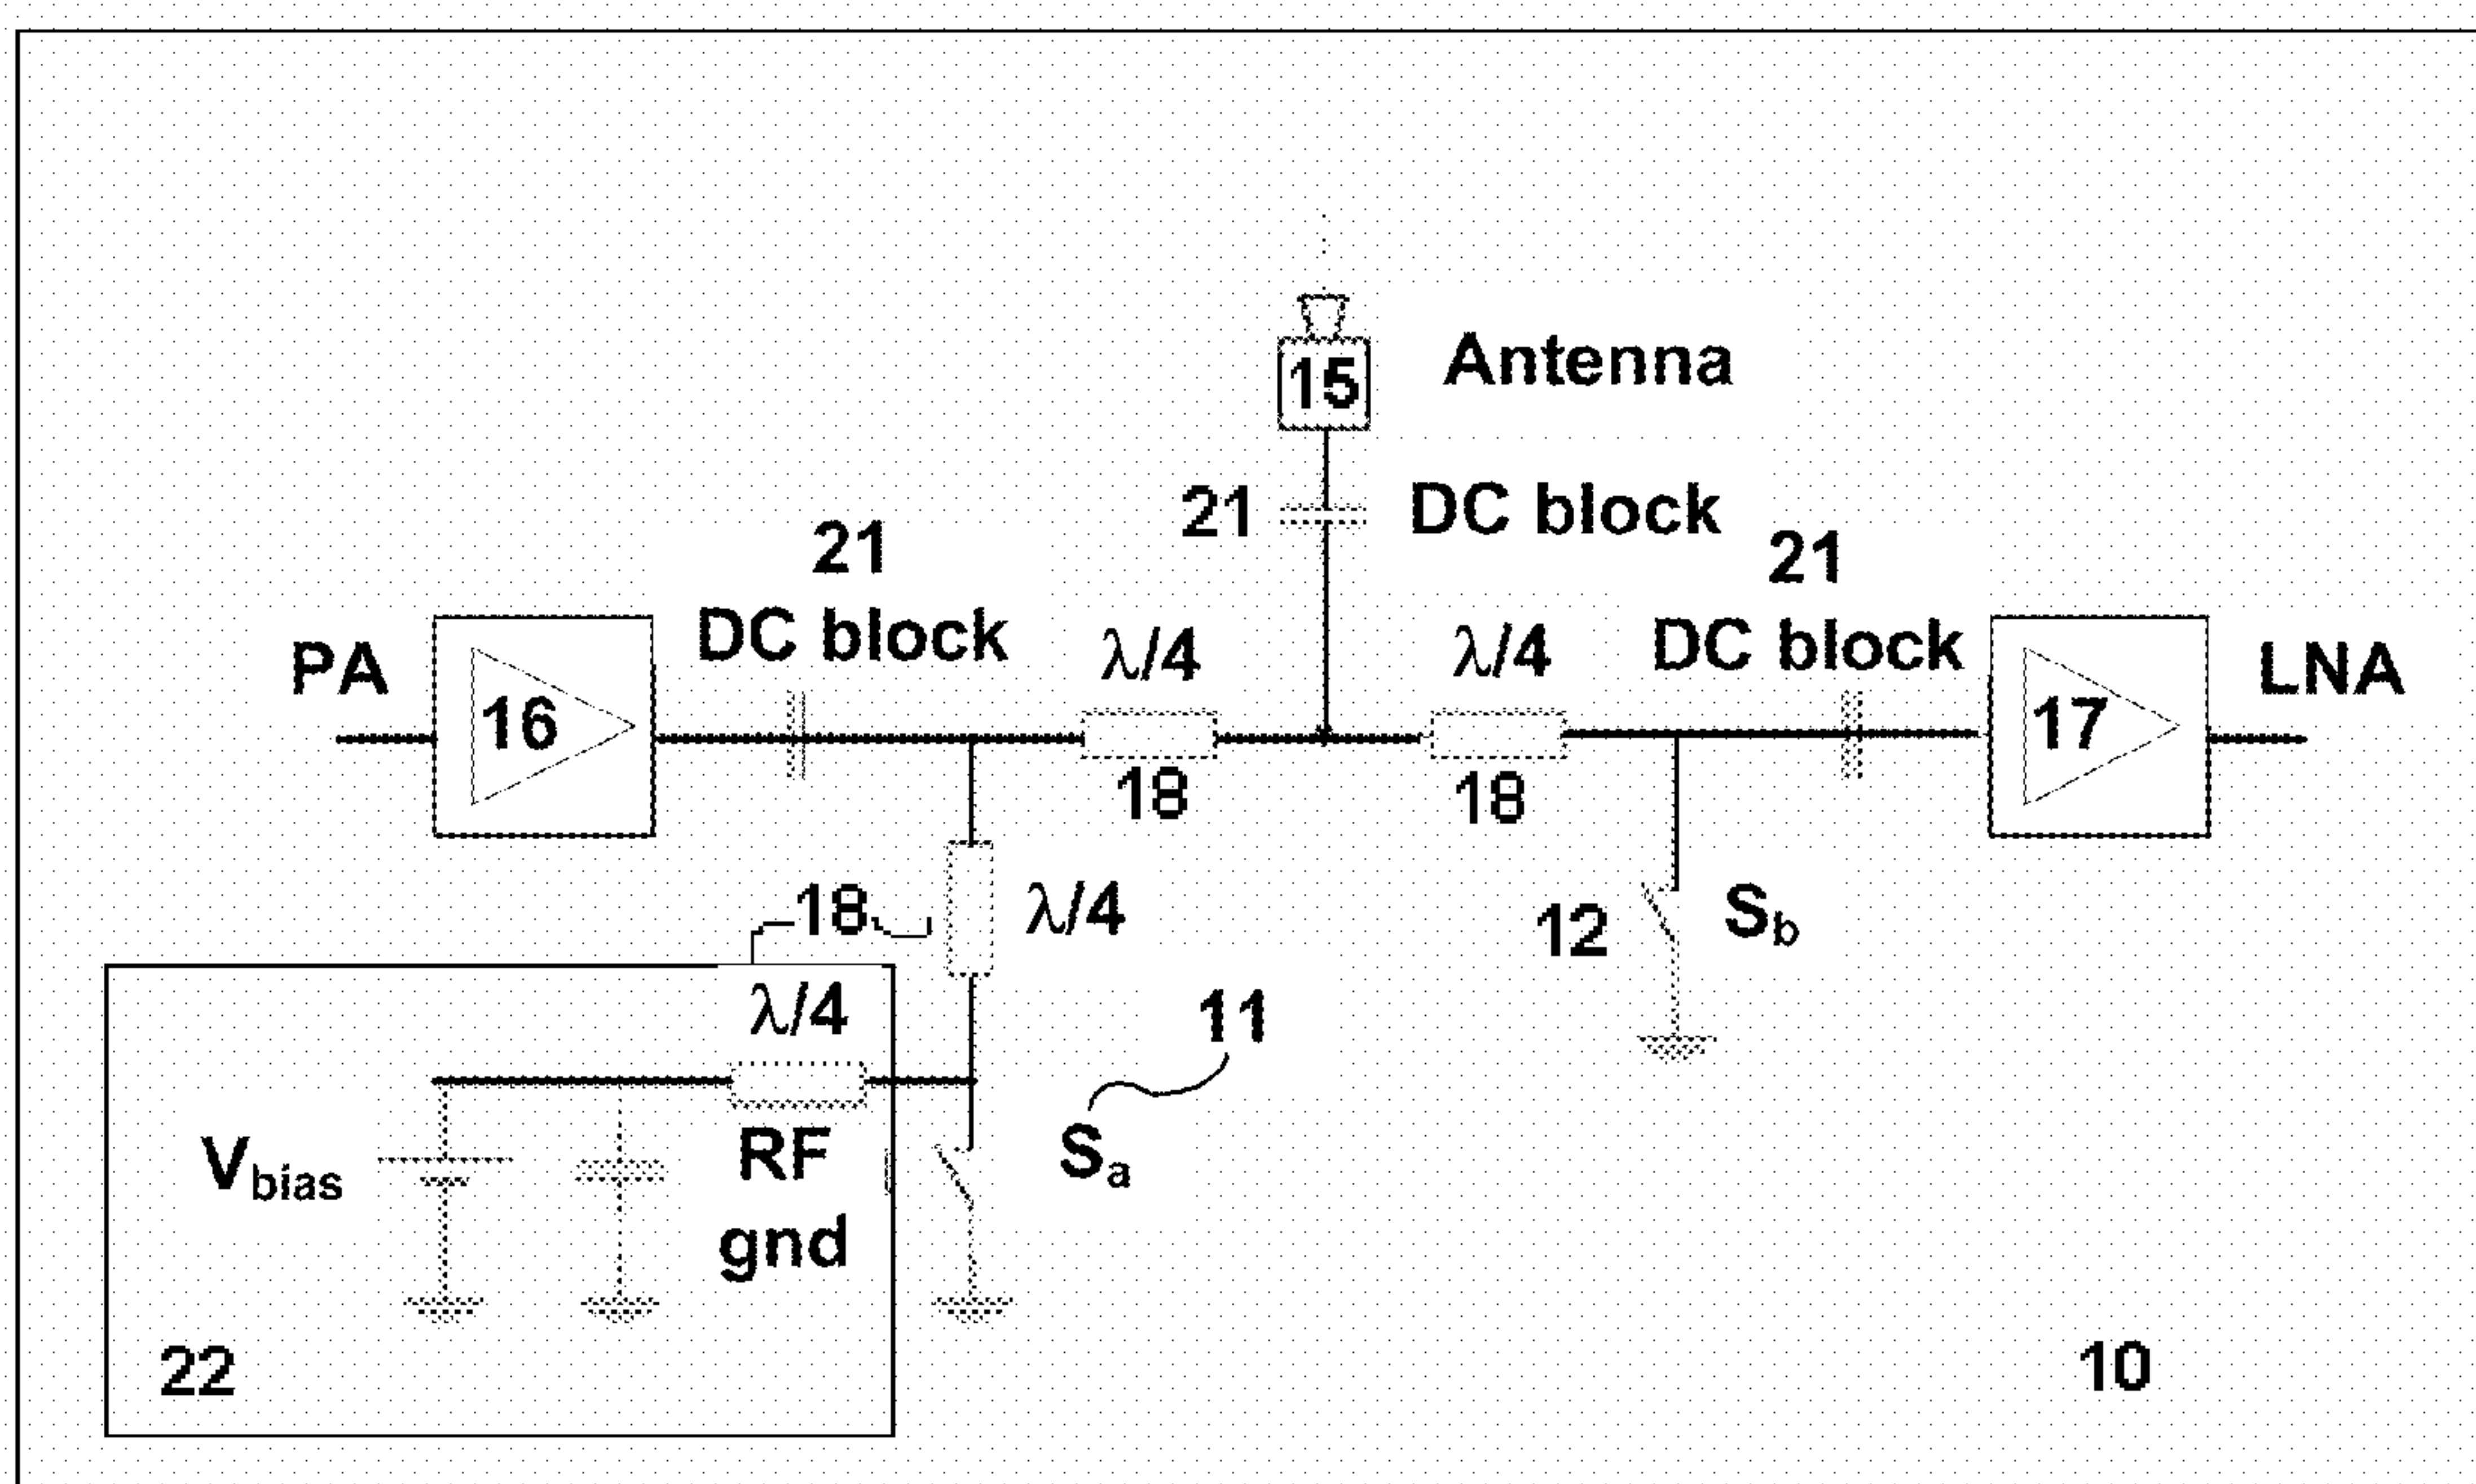 15
Antenna
21
DC block
21
DC block
21
DC block
PA
16
λ/4
18
λ/4
18
17
LNA
18
λ/4
12
Sb
λ/4
11
Vbias
RF
gnd
Sa
22
10